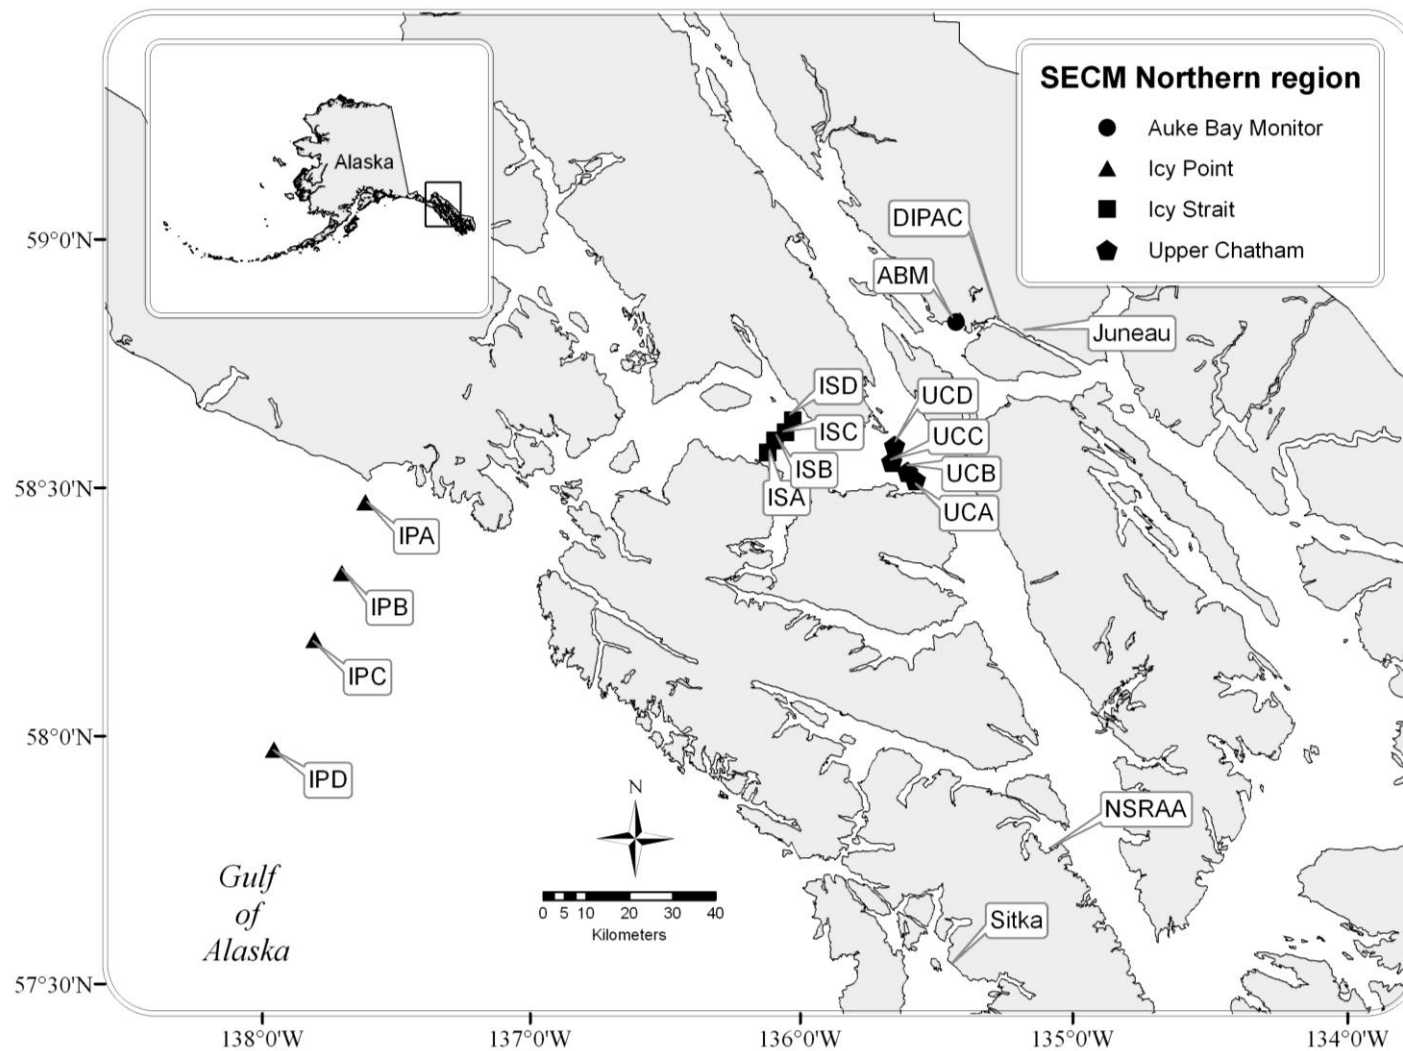 SECM Northern region
Auke Bay Monitor
Icy Point
Icy Strait
Upper Chatham
Alaska
DIPAC
ABM
Juneau
ISD
UCD
ISC
UCC
ISB
UCB
ISA
UCA
IPA
IPB
IPC
IPD
NSRAA
Sitka
N
0 5 10 20 30 40
Kilometers
Gulf
of
Alaska
59°0'N
58°30'N
58°0'N
57°30'N
138°0'W
137°0'W
136°0'W
135°0'W
134°0'W